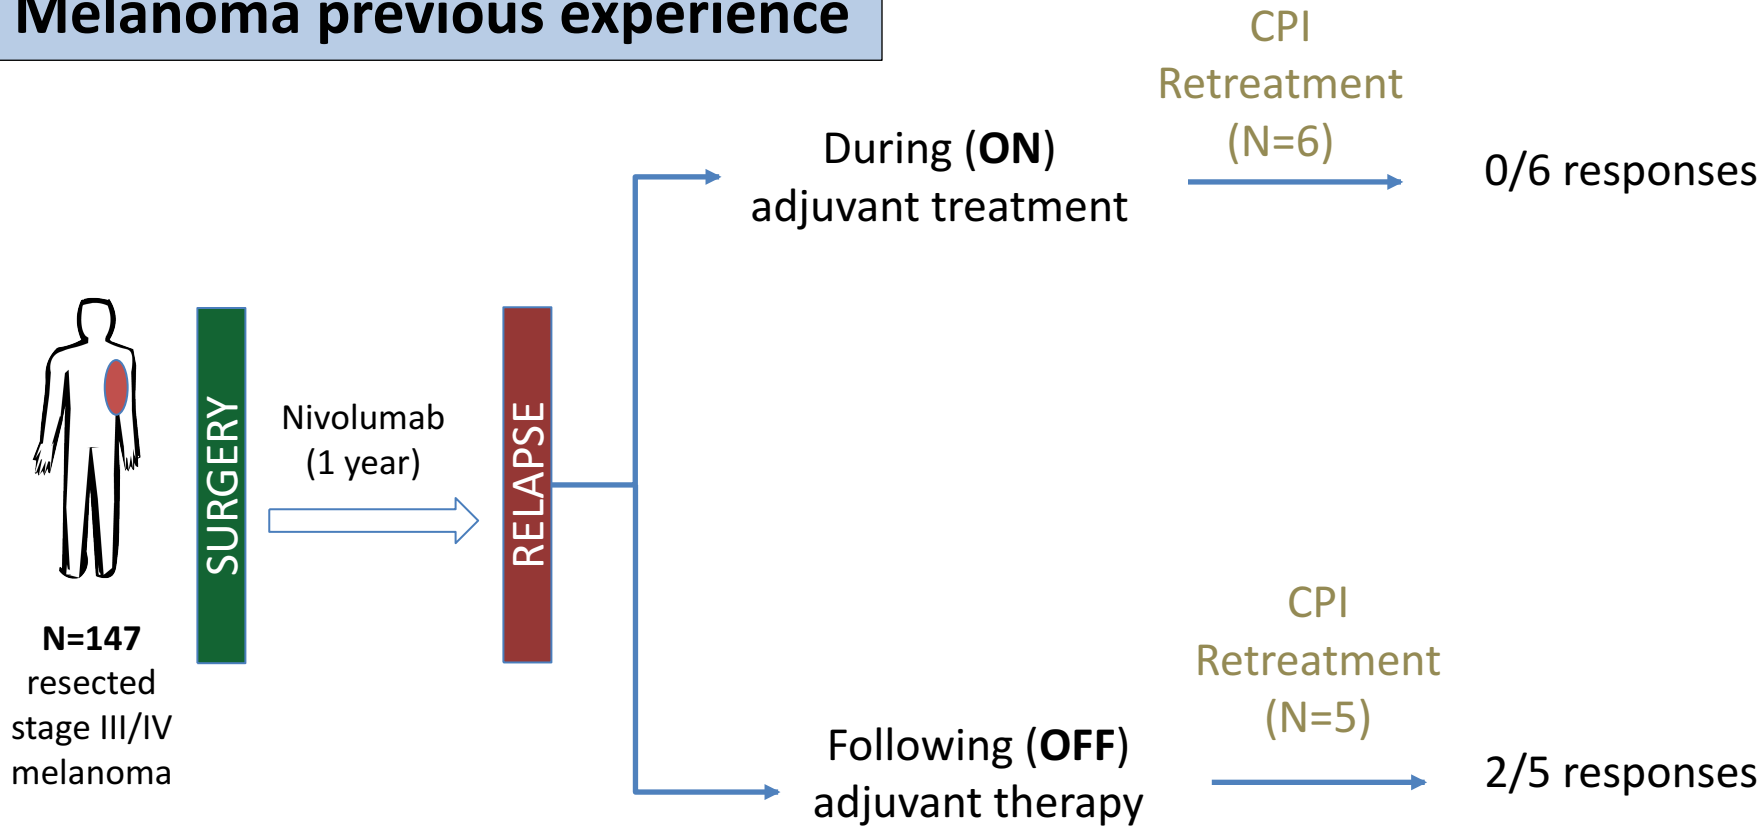 Melanoma previous experience
N=147
resected
stage III/IV
melanoma
SURGERY
Nivolumab
(1 year)
RELAPSE
During (ON)
adjuvant treatment
CPI
Retreatment
(N=6)
0/6 responses
Following (OFF)
adjuvant therapy
CPI
Retreatment
(N=5)
2/5 responses